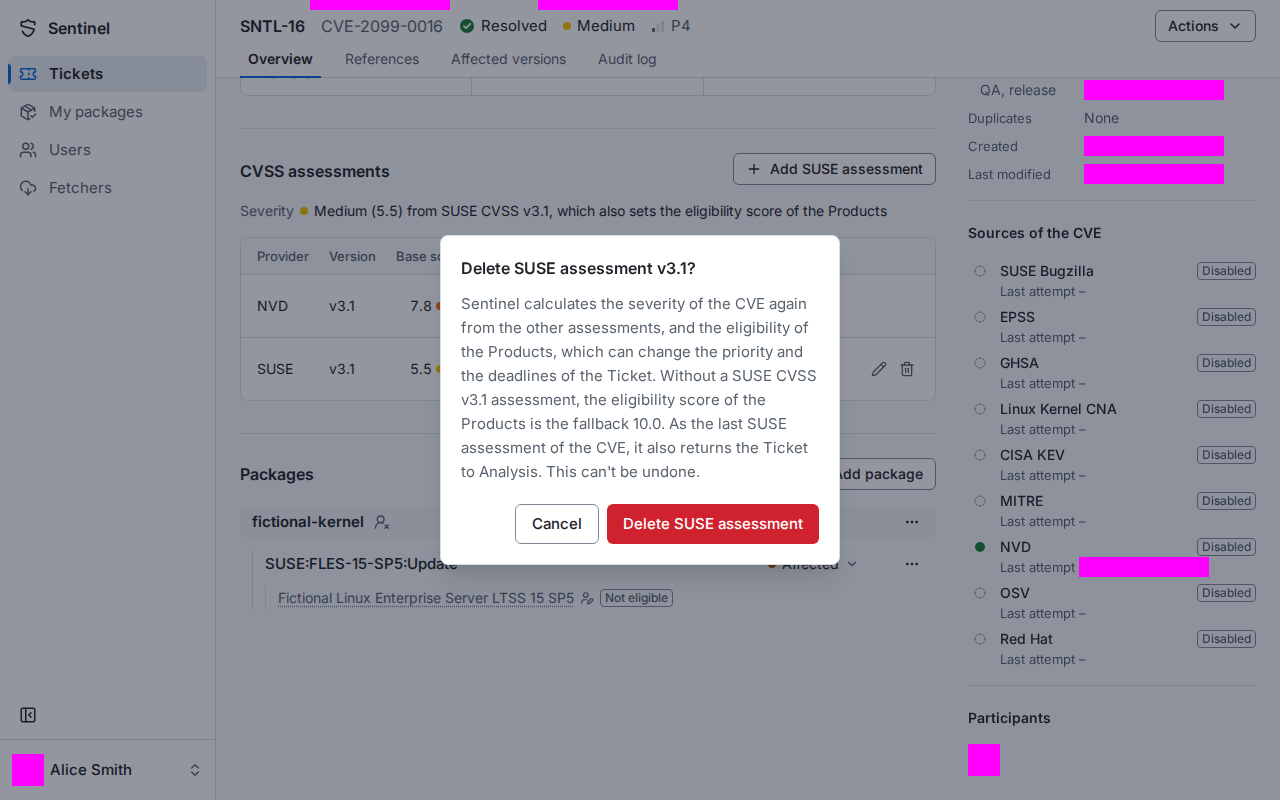 Sentinel
Tickets
My packages
Users
Fetchers
Alice Smith
SNTL-16 CVE-2099-0016 Resolved Medium P4
Actions
Overview References Affected versions Audit log
CVSS assessments
Add SUSE assessment
Severity Medium (5.5) from SUSE CVSS v3.1, which also sets the eligibility score of the Products
Provider Version Base
NVD v3.1 7.8
SUSE v3.1 5.5
Packages
Add package
fictional-kernel
SUSE:FLES-15-SP5:Update Affected
Fictional Linux Enterprise Server LTSS 15 SP5 Not eligible
Delete SUSE assessment v3.1?
Sentinel calculates the severity of the CVE again
from the other assessments, and the eligibility of
the Products, which can change the priority and
the deadlines of the Ticket. Without a SUSE CVSS
v3.1 assessment, the eligibility score of the
Products is the fallback 10.0. As the last SUSE
assessment of the CVE, it also returns the Ticket
to Analysis. This can't be undone.
Cancel
Delete SUSE assessment
QA, release
Duplicates None
Created
Last modified
Sources of the CVE
SUSE Bugzilla Disabled
Last attempt –
EPSS Disabled
Last attempt –
GHSA Disabled
Last attempt –
Linux Kernel CNA Disabled
Last attempt –
CISA KEV Disabled
Last attempt –
MITRE Disabled
Last attempt –
NVD Disabled
Last attempt
OSV Disabled
Last attempt –
Red Hat Disabled
Last attempt –
Participants